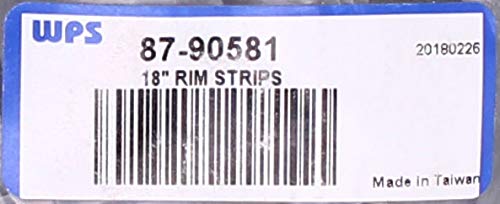 WPS
87-90581
20180226
18" RIM STRIPS
Made in Taiwan